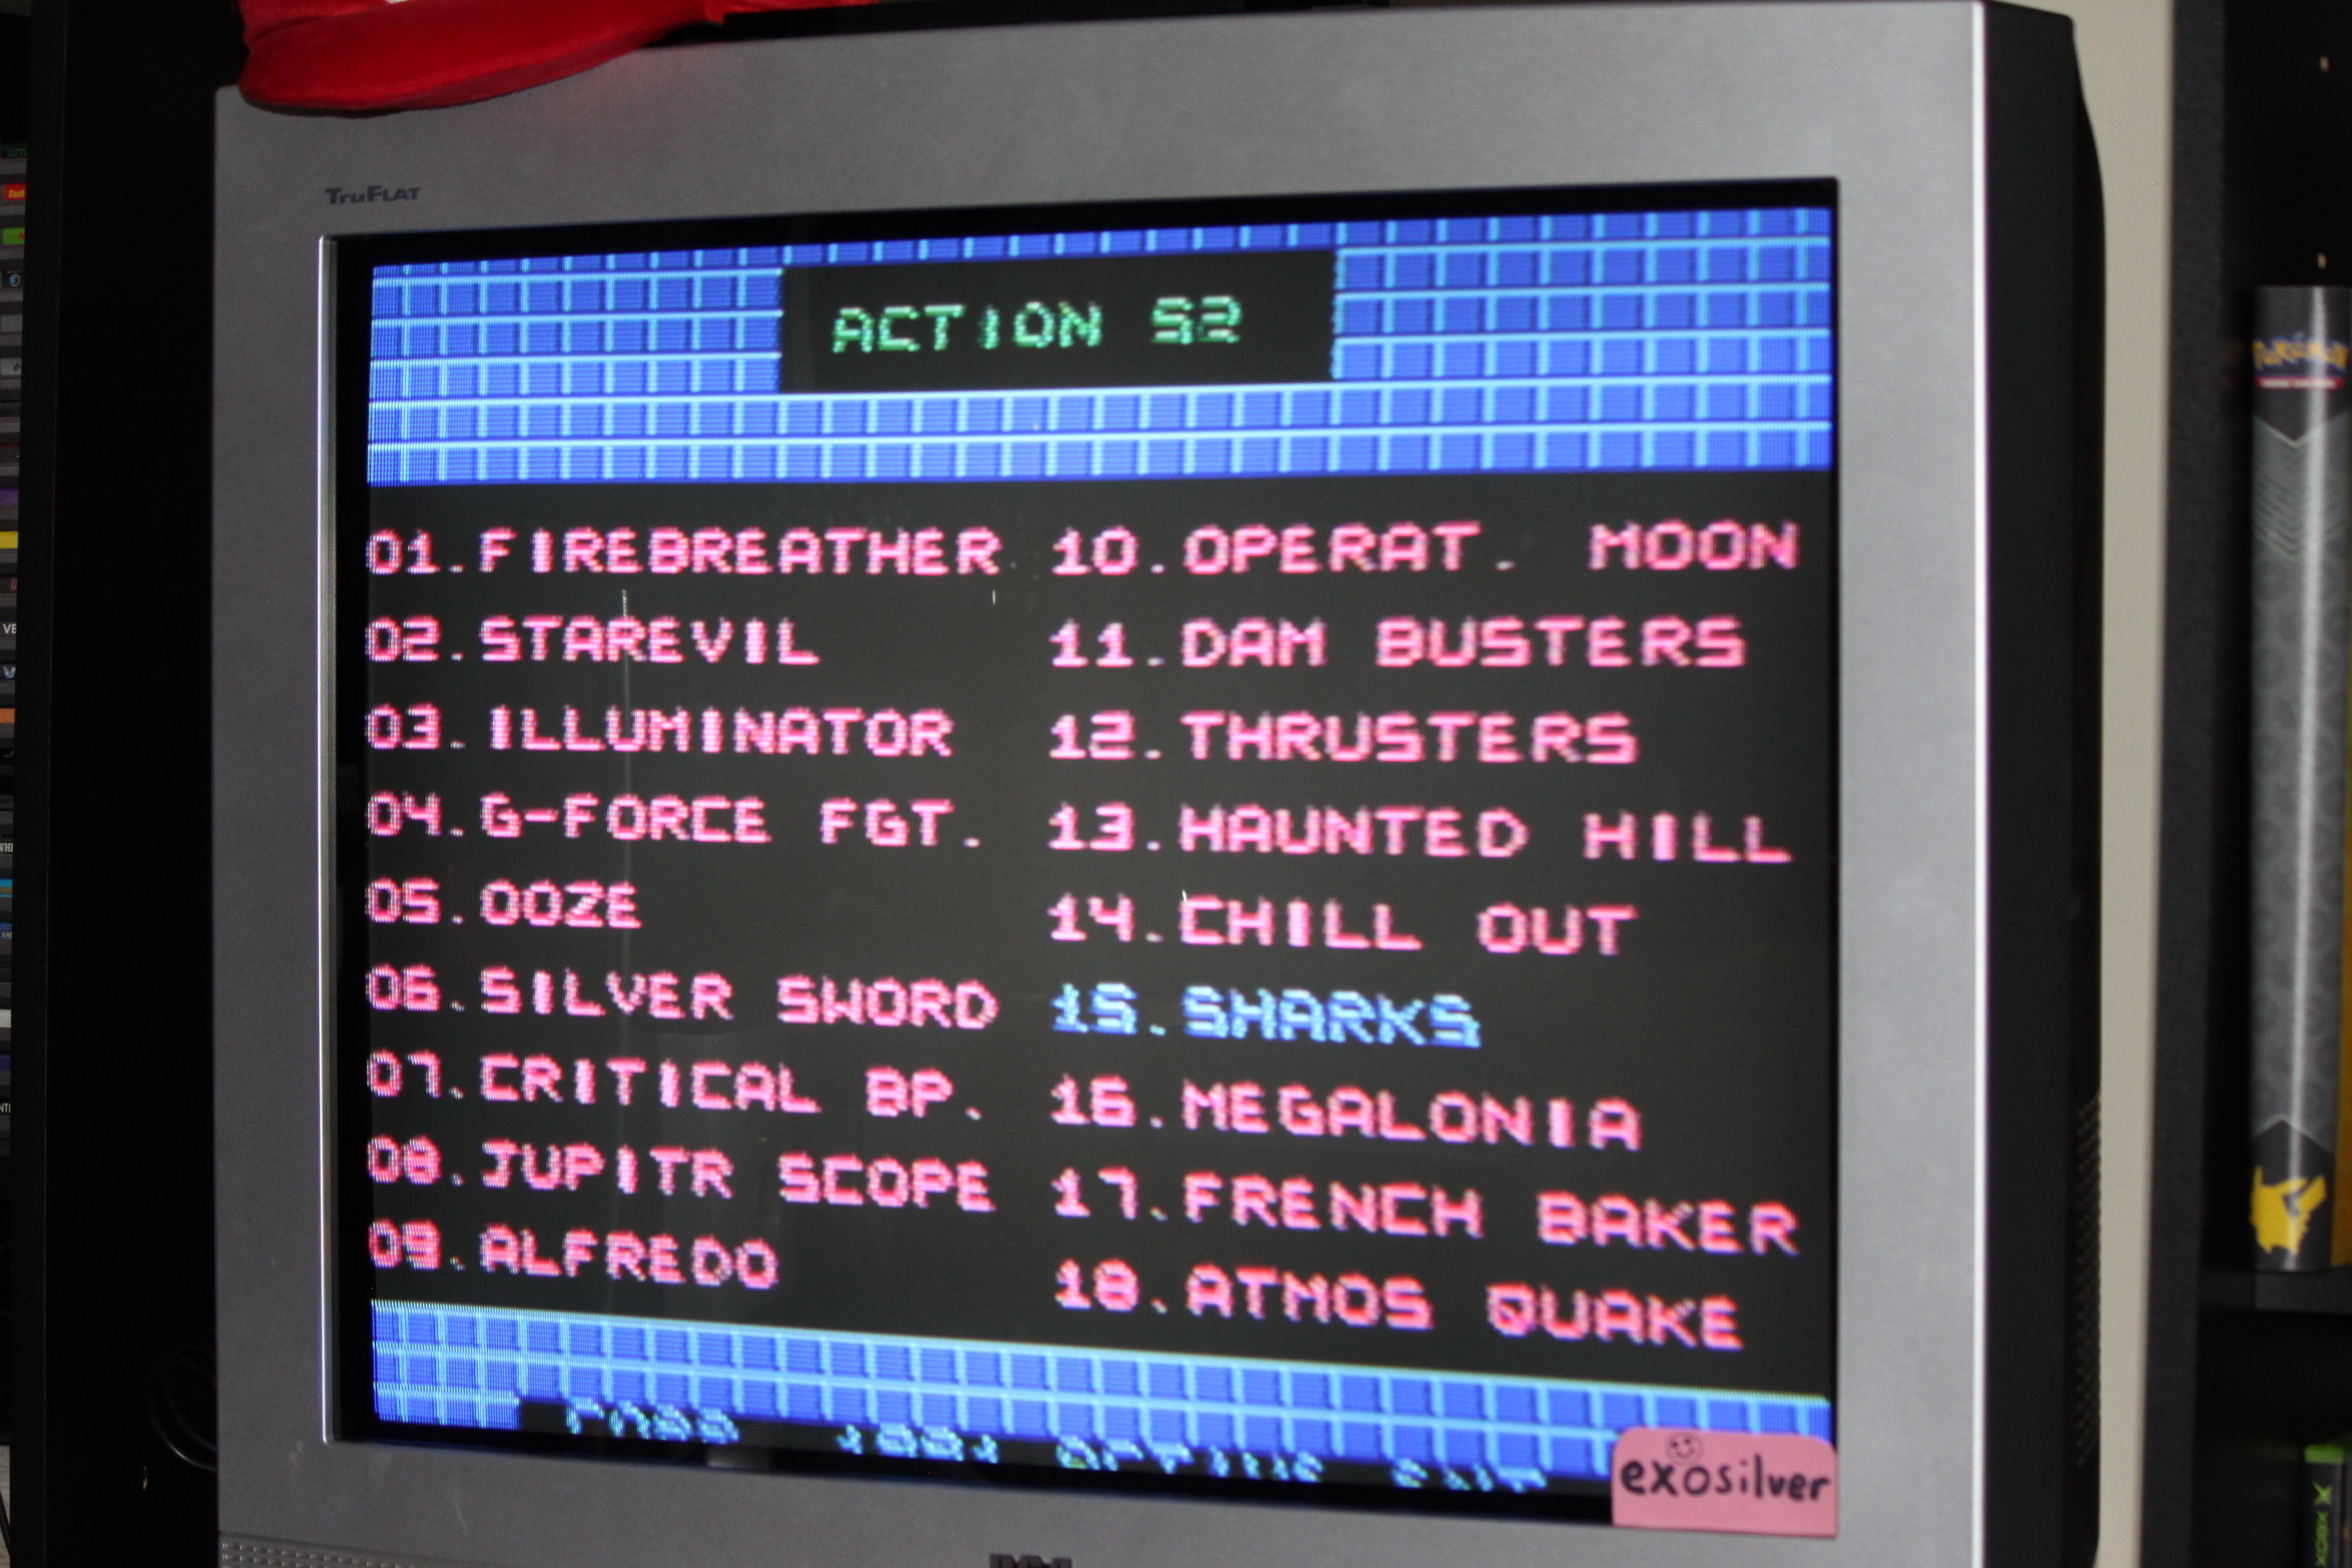 TruFLAT
ACTION 52
01.FIREBREATHER
02.STAREVIL
03.ILLUMINATOR
04.G-FORCE FGT.
05.OOZE
06.SILVER SWORD
07.CRITICAL BP.
08.JUPITR SCOPE
09.ALFREDO
10.OPERAT. MOON
11.DAM BUSTERS
12.THRUSTERS
13.HAUNTED HILL
14.CHILL OUT
15.SHARKS
16.MEGALONIA
17.FRENCH BAKER
18.ATMOS QUAKE
exosilver
POKéMON
XBOX